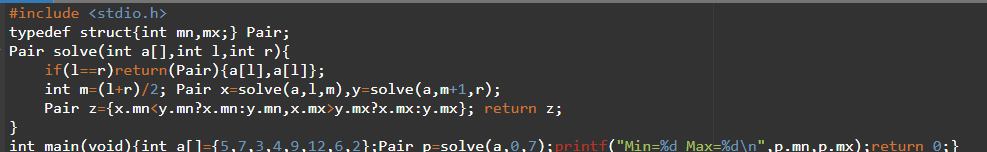 #include <stdio.h>
typedef struct{int mn,mx;} Pair;
Pair solve(int a[],int l,int r){
    if(l==r)return(Pair){a[l],a[l]};
    int m=(l+r)/2; Pair x=solve(a,l,m),y=solve(a,m+1,r);
    Pair z={x.mn<y.mn?x.mn:y.mn,x.mx>y.mx?x.mx:y.mx}; return z;
}
int main(void){int a[]={5,7,3,4,9,12,6,2};Pair p=solve(a,0,7);printf("Min=%d Max=%d\n",p.mn,p.mx);return 0;}